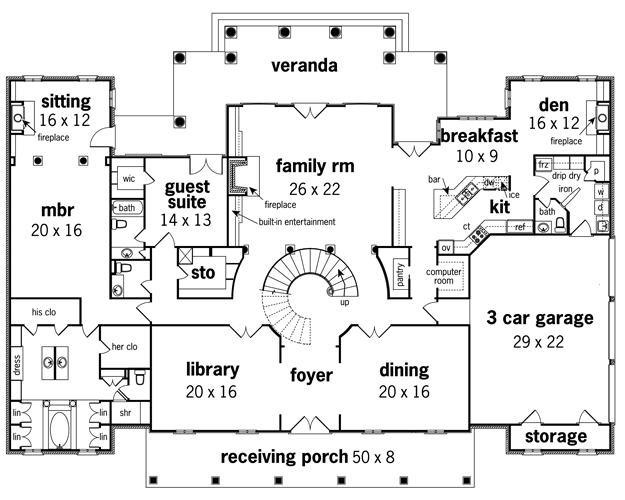 veranda
sitting
16 x 12
fireplace
den
16 x 12
fireplace
breakfast
10 x 9
family rm
26 x 22
fireplace
built-in entertainment
wic
guest
suite
14 x 13
bath
mbr
20 x 16
frz
drip dry
iron
p
w
d
bar
dw
ice
kit
bath
ct
ref
ov
sto
pantry
computer
room
up
3 car garage
29 x 22
his clo
her clo
library
20 x 16
foyer
dining
20 x 16
dress
lin
lin
shr
lin
lin
storage
receiving porch 50 x 8